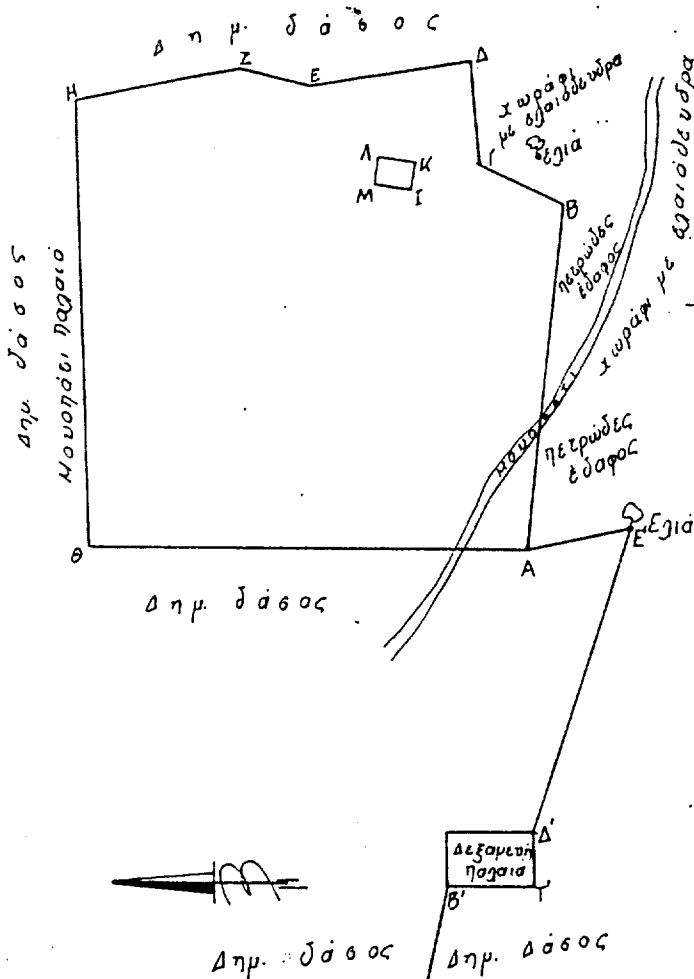 Δημ. δάσος
Η
Ζ
Ε
Δ
χωράφι
με ελαιόδενδρα
Ελιά
Γ
Β
Λ
Κ
Μ
Ι
Δημ. δάσος
Μονοπάτι παλαιό
πετρώδες
έδαφος
χωράφι με ελαιόδενδρα
Μονοπάτι
πετρώδες
έδαφος
Ελιά
Ε'
Θ
Α
Δημ. δάσος
Δεξαμενή
παλαιά
Δ'
Β'
Γ'
Δημ. δάσος
Δημ. Δάσος